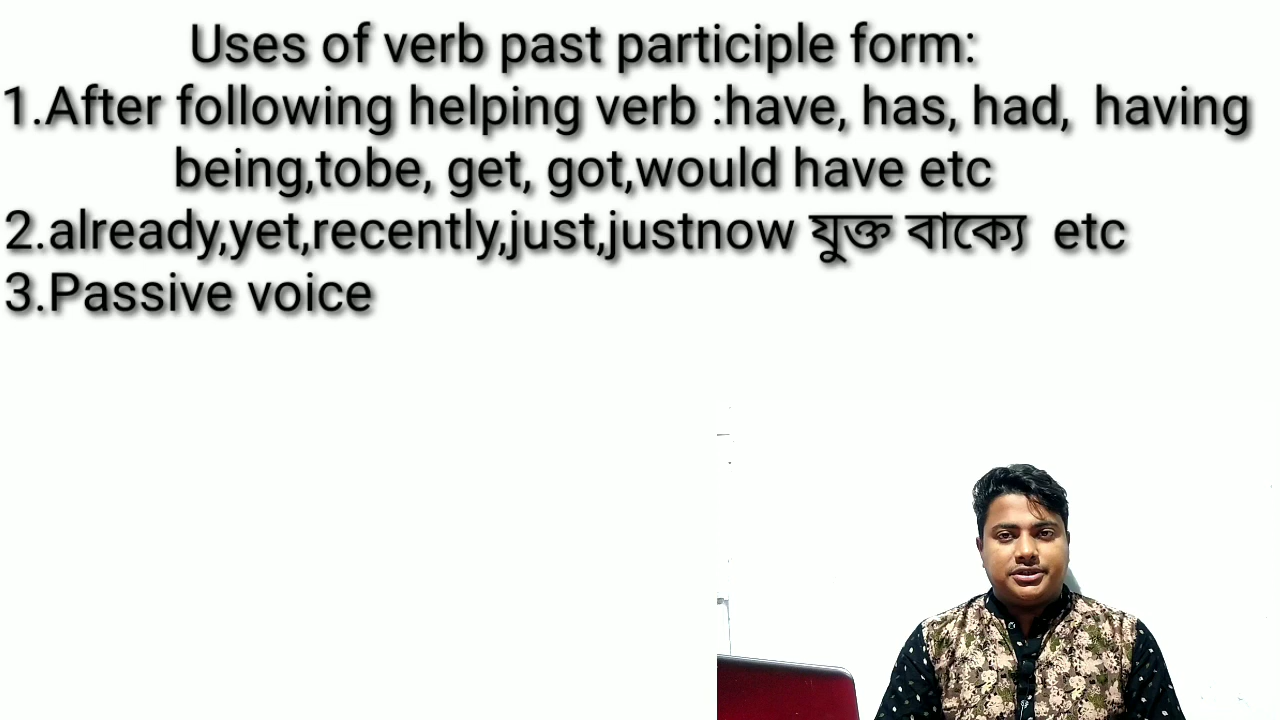 Uses of verb past participle form:
1.After following helping verb :have, has, had, having
being,tobe, get, got,would have etc
2.already,yet,recently,just,justnow যুক্ত বাক্যে etc
3.Passive voice